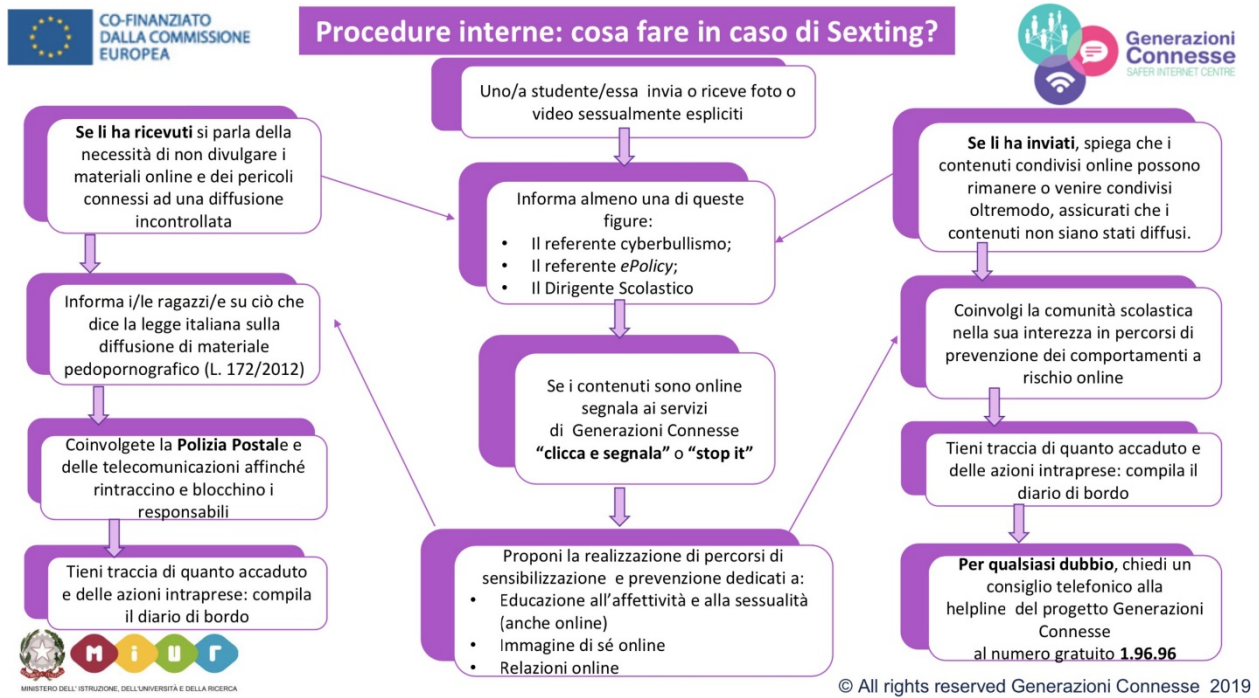 CO-FINANZIATO
DALLA COMMISSIONE
EUROPEA
Procedure interne: cosa fare in caso di Sexting?
Generazioni
Connesse
SAFER INTERNET CENTRE
Uno/a studente/essa invia o riceve foto o
video sessualmente espliciti
Se li ha ricevuti si parla della
necessità di non divulgare i
materiali online e dei pericoli
connessi ad una diffusione
incontrollata
Informa i/le ragazzi/e su ciò che
dice la legge italiana sulla
diffusione di materiale
pedopornografico (L. 172/2012)
Coinvolgete la Polizia Postale e
delle telecomunicazioni affinché
rintraccino e blocchino i
responsabili
Tieni traccia di quanto accaduto
e delle azioni intraprese: compila
il diario di bordo
Informa almeno una di queste
figure:
• Il referente cyberbullismo;
• Il referente ePolicy;
• Il Dirigente Scolastico
Se i contenuti sono online
segnala ai servizi
di Generazioni Connesse
“clicca e segnala” o “stop it”
Proponi la realizzazione di percorsi di
sensibilizzazione e prevenzione dedicati a:
• Educazione all’affettività e alla sessualità
(anche online)
• Immagine di sé online
• Relazioni online
Se li ha inviati, spiega che i
contenuti condivisi online possono
rimanere o venire condivisi
oltremodo, assicurati che i
contenuti non siano stati diffusi.
Coinvolgi la comunità scolastica
nella sua interezza in percorsi di
prevenzione dei comportamenti a
rischio online
Tieni traccia di quanto accaduto e
delle azioni intraprese: compila il
diario di bordo
Per qualsiasi dubbio, chiedi un
consiglio telefonico alla
helpline del progetto Generazioni
Connesse
al numero gratuito 1.96.96
miur
MINISTERO DELL' ISTRUZIONE, DELL'UNIVERSITÀ E DELLA RICERCA
© All rights reserved Generazioni Connesse 2019